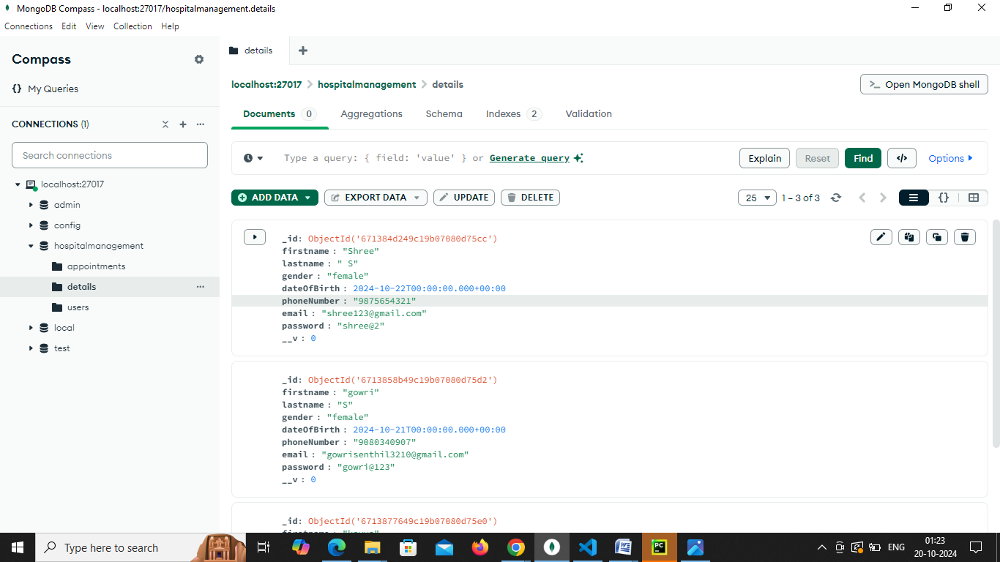 MongoDB Compass - localhost:27017/hospitalmanagement.details
Connections Edit View Collection Help
Compass
My Queries
CONNECTIONS (1)
Search connections
localhost:27017
admin
config
hospitalmanagement
appointments
details
users
local
test
details
localhost:27017 > hospitalmanagement > details
Open MongoDB shell
Documents 0 Aggregations Schema Indexes 2 Validation
Type a query: { field: 'value' } or Generate query
Explain Reset Find </> Options
ADD DATA EXPORT DATA UPDATE DELETE
25 1 – 3 of 3
_id: ObjectId('671384d249c19b07080d75cc')
firstname : "Shree"
lastname : " S"
gender : "female"
dateOfBirth : 2024-10-22T00:00:00.000+00:00
phoneNumber : "9875654321"
email : "shree123@gmail.com"
password : "shree@2"
__v : 0
_id: ObjectId('6713858b49c19b07080d75d2')
firstname : "gowri"
lastname : "S"
gender : "female"
dateOfBirth : 2024-10-21T00:00:00.000+00:00
phoneNumber : "9080340907"
email : "gowrisenthil3210@gmail.com"
password : "gowri@123"
__v : 0
_id: ObjectId('6713877649c19b07080d75e0')
Type here to search
PC
ENG
01:23
20-10-2024